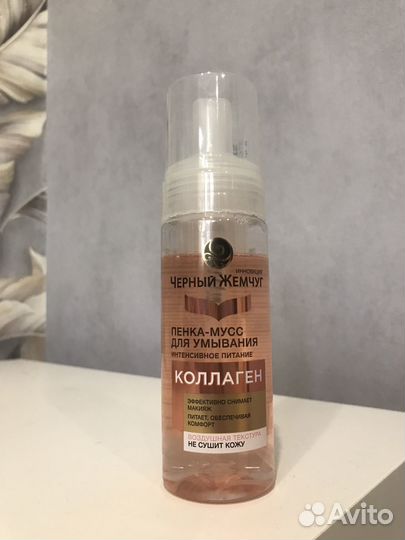 ИННОВАЦИЯ
ЧЕРНЫЙ ЖЕМЧУГ
ПЕНКА-МУСС
ДЛЯ УМЫВАНИЯ
ИНТЕНСИВНОЕ ПИТАНИЕ
КОЛЛАГЕН
ЭФФЕКТИВНО СНИМАЕТ
МАКИЯЖ
ПИТАЕТ, ОБЕСПЕЧИВАЯ
КОМФОРТ
ВОЗДУШНАЯ ТЕКСТУРА
НЕ СУШИТ КОЖУ
Avito